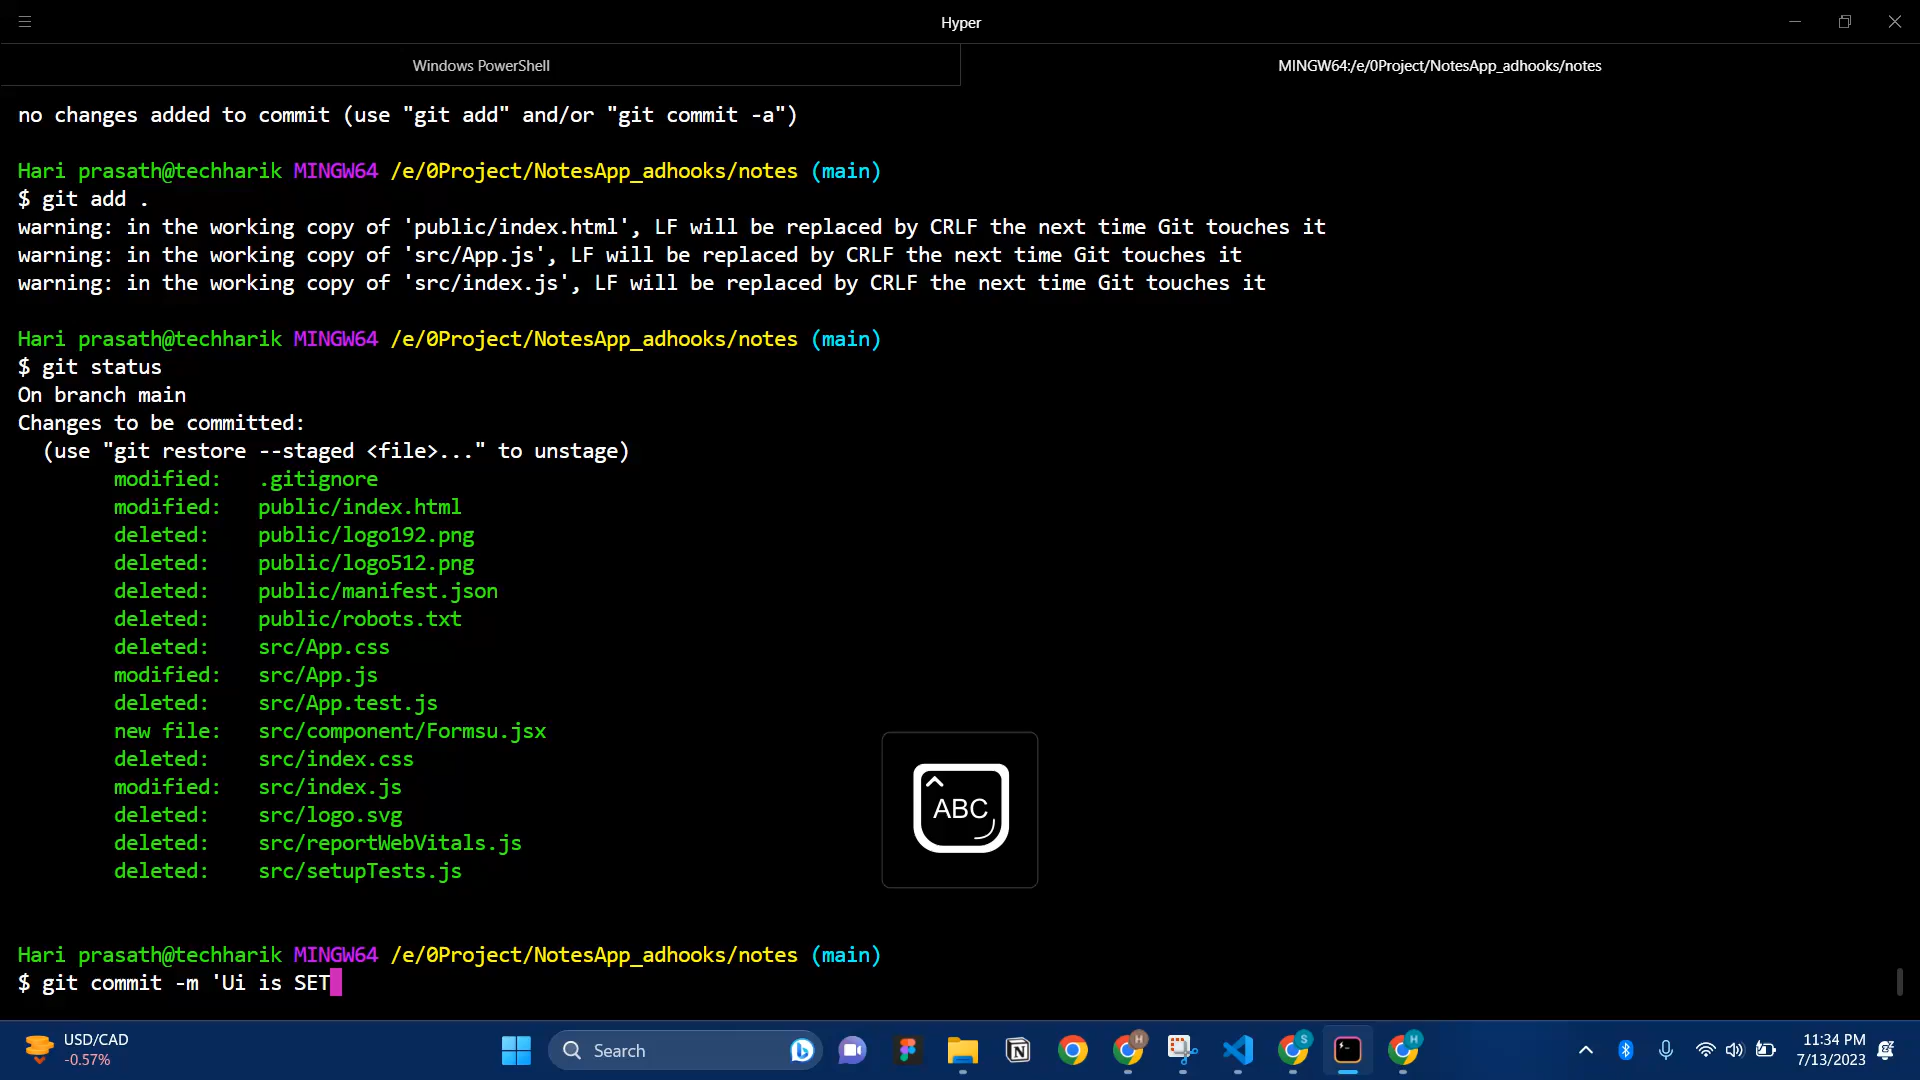 Hyper
Windows PowerShell
MINGW64:/e/0Project/NotesApp_adhooks/notes
no changes added to commit (use "git add" and/or "git commit -a")
Hari prasath@techharik MINGW64 /e/0Project/NotesApp_adhooks/notes (main)
$ git add .
warning: in the working copy of 'public/index.html', LF will be replaced by CRLF the next time Git touches it
warning: in the working copy of 'src/App.js', LF will be replaced by CRLF the next time Git touches it
warning: in the working copy of 'src/index.js', LF will be replaced by CRLF the next time Git touches it
Hari prasath@techharik MINGW64 /e/0Project/NotesApp_adhooks/notes (main)
$ git status
On branch main
Changes to be committed:
  (use "git restore --staged <file>..." to unstage)
        modified:   .gitignore
        modified:   public/index.html
        deleted:    public/logo192.png
        deleted:    public/logo512.png
        deleted:    public/manifest.json
        deleted:    public/robots.txt
        deleted:    src/App.css
        modified:   src/App.js
        deleted:    src/App.test.js
        new file:   src/component/Formsu.jsx
        deleted:    src/index.css
        modified:   src/index.js
        deleted:    src/logo.svg
        deleted:    src/reportWebVitals.js
        deleted:    src/setupTests.js
ABC
Hari prasath@techharik MINGW64 /e/0Project/NotesApp_adhooks/notes (main)
$ git commit -m 'Ui is SET
USD/CAD
-0.57%
Search
11:34 PM
7/13/2023